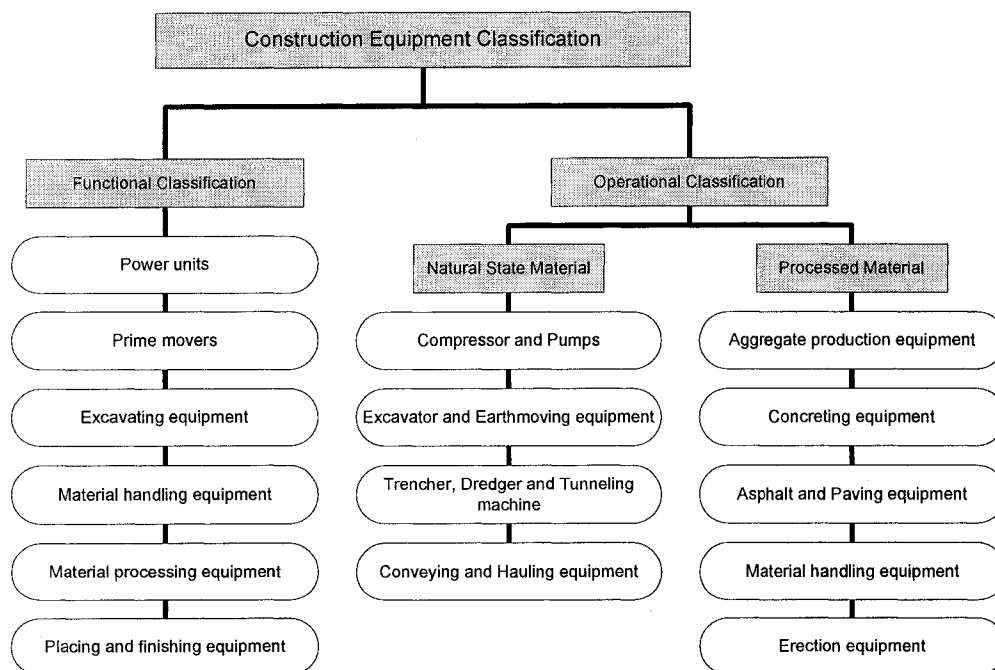 Construction Equipment Classification
Functional Classification
Power units
Prime movers
Excavating equipment
Material handling equipment
Material processing equipment
Placing and finishing equipment
Operational Classification
Natural State Material
Compressor and Pumps
Excavator and Earthmoving equipment
Trencher, Dredger and Tunneling
machine
Conveying and Hauling equipment
Processed Material
Aggregate production equipment
Concreting equipment
Asphalt and Paving equipment
Material handling equipment
Erection equipment